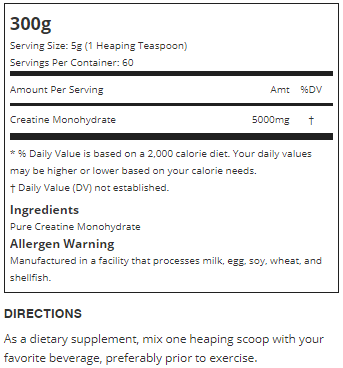 300g
Serving Size: 5g (1 Heaping Teaspoon)
Servings Per Container: 60
Amount Per Serving Amt %DV
Creatine Monohydrate 5000mg †
* % Daily Value is based on a 2,000 calorie diet. Your daily values
may be higher or lower based on your calorie needs.
† Daily Value (DV) not established.
Ingredients
Pure Creatine Monohydrate
Allergen Warning
Manufactured in a facility that processes milk, egg, soy, wheat, and
shellfish.
DIRECTIONS
As a dietary supplement, mix one heaping scoop with your
favorite beverage, preferably prior to exercise.